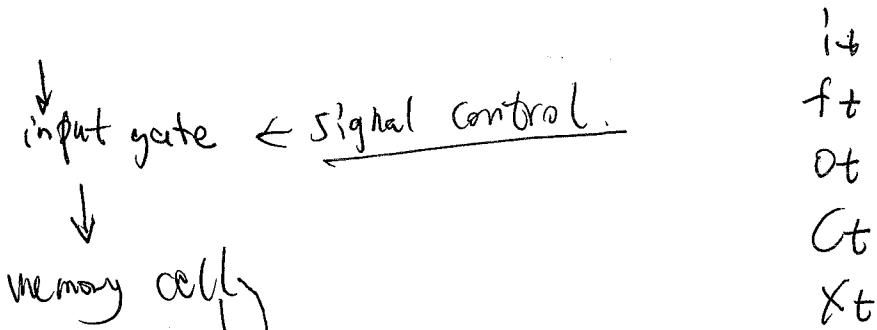 input gate ← signal control.
memory cell
it
ft
ot
Ct
Xt